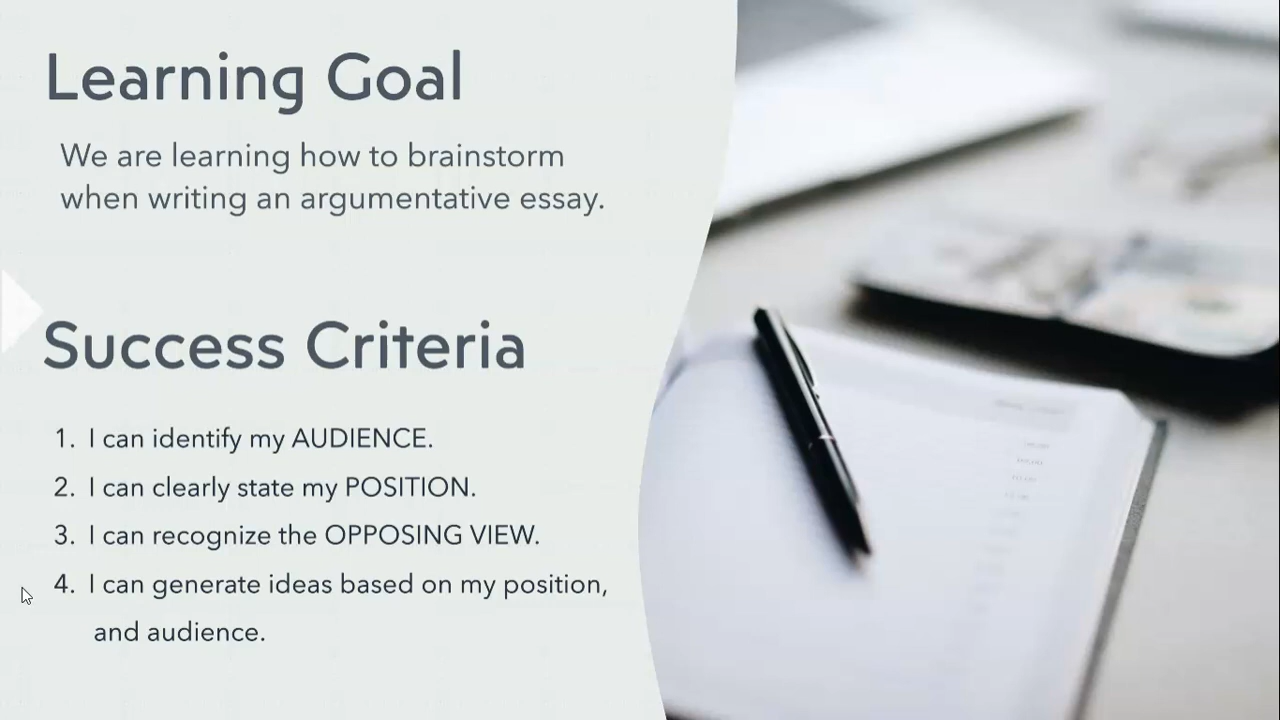 Learning Goal
We are learning how to brainstorm
when writing an argumentative essay.
Success Criteria
1. I can identify my AUDIENCE.
2. I can clearly state my POSITION.
3. I can recognize the OPPOSING VIEW.
4. I can generate ideas based on my position,
and audience.